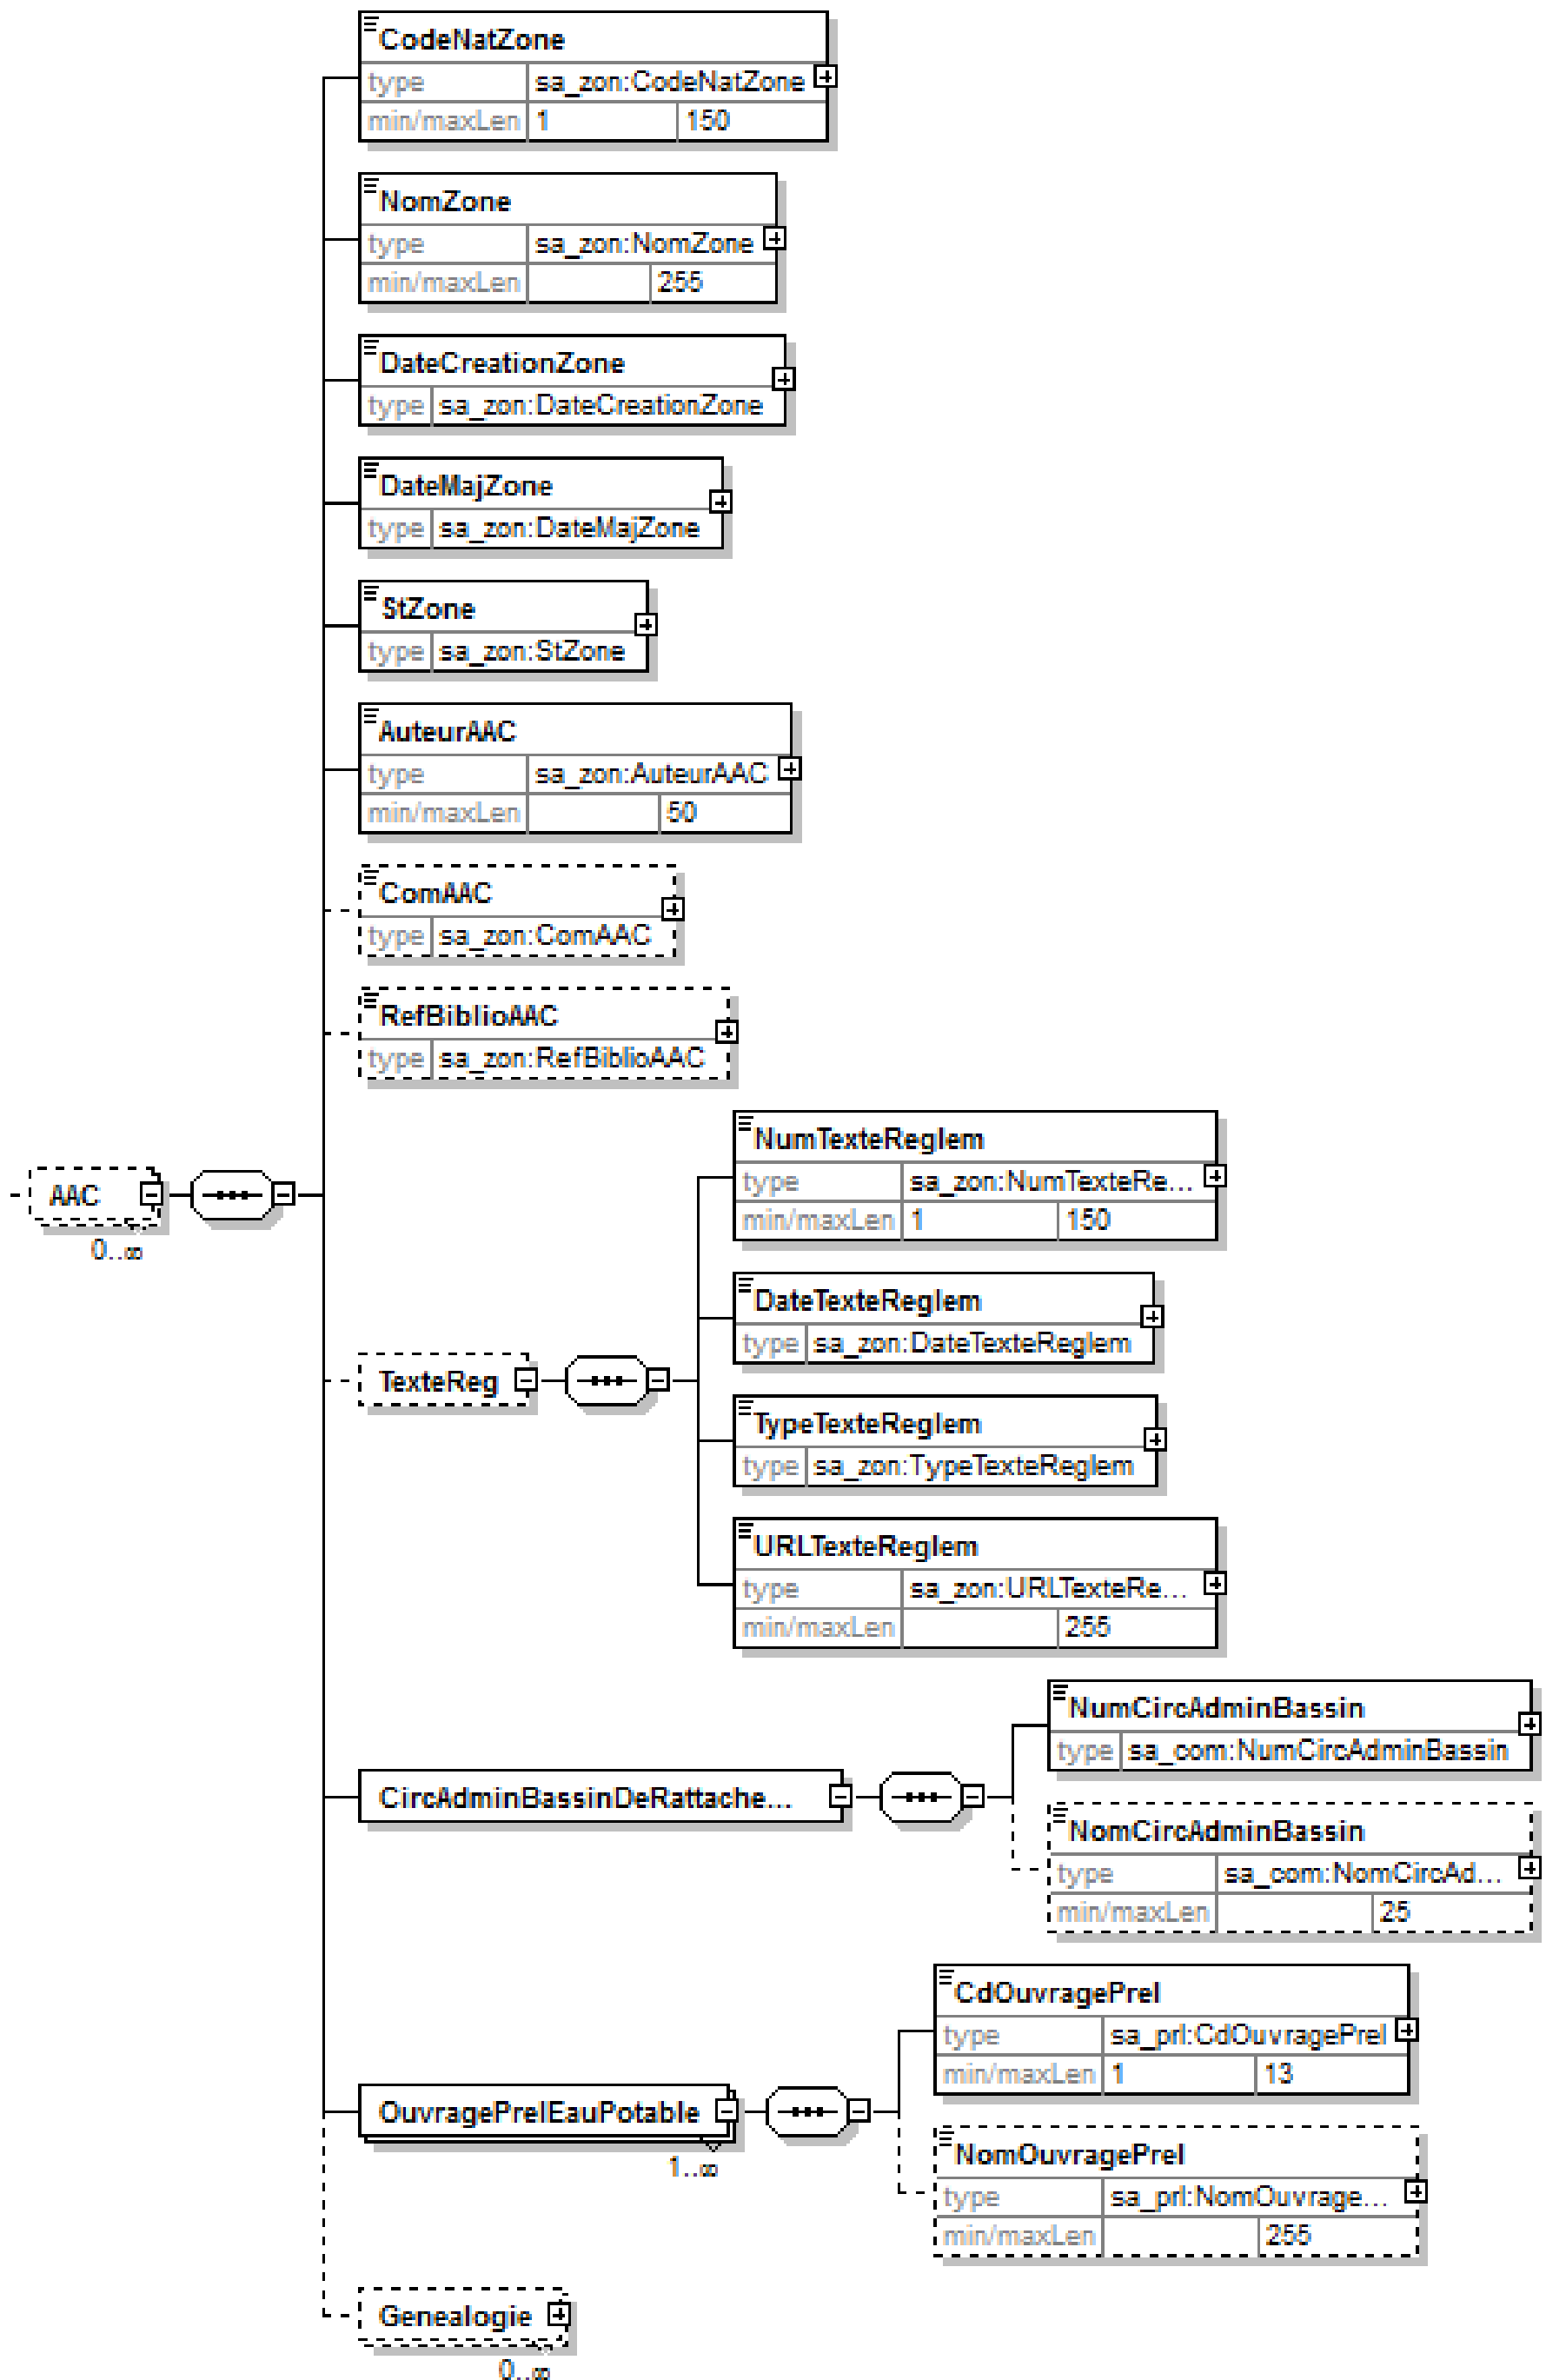 CodeNatZone
type sa_zon:CodeNatZone
min/maxLen 1 150
NomZone
type sa_zon:NomZone
min/maxLen 255
DateCreationZone
type sa_zon:DateCreationZone
DateMajZone
type sa_zon:DateMajZone
StZone
type sa_zon:StZone
AuteurAAC
type sa_zon:AuteurAAC
min/maxLen 50
ComAAC
type sa_zon:ComAAC
RefBiblioAAC
type sa_zon:RefBiblioAAC
AAC
0..∞
NumTexteReglem
type sa_zon:NumTexteRe...
min/maxLen 1 150
DateTexteReglem
type sa_zon:DateTexteReglem
TexteReg
TypeTexteReglem
type sa_zon:TypeTexteReglem
URLTexteReglem
type sa_zon:URLTexteRe...
min/maxLen 255
NumCircAdminBassin
type sa_com:NumCircAdminBassin
CircAdminBassinDeRattache...
NomCircAdminBassin
type sa_com:NomCircAd...
min/maxLen 25
CdOuvragePrel
type sa_prl:CdOuvragePrel
min/maxLen 1 13
OuvragePrelEauPotable
1..∞
NomOuvragePrel
type sa_prl:NomOuvrage...
min/maxLen 255
Genealogie
0..∞